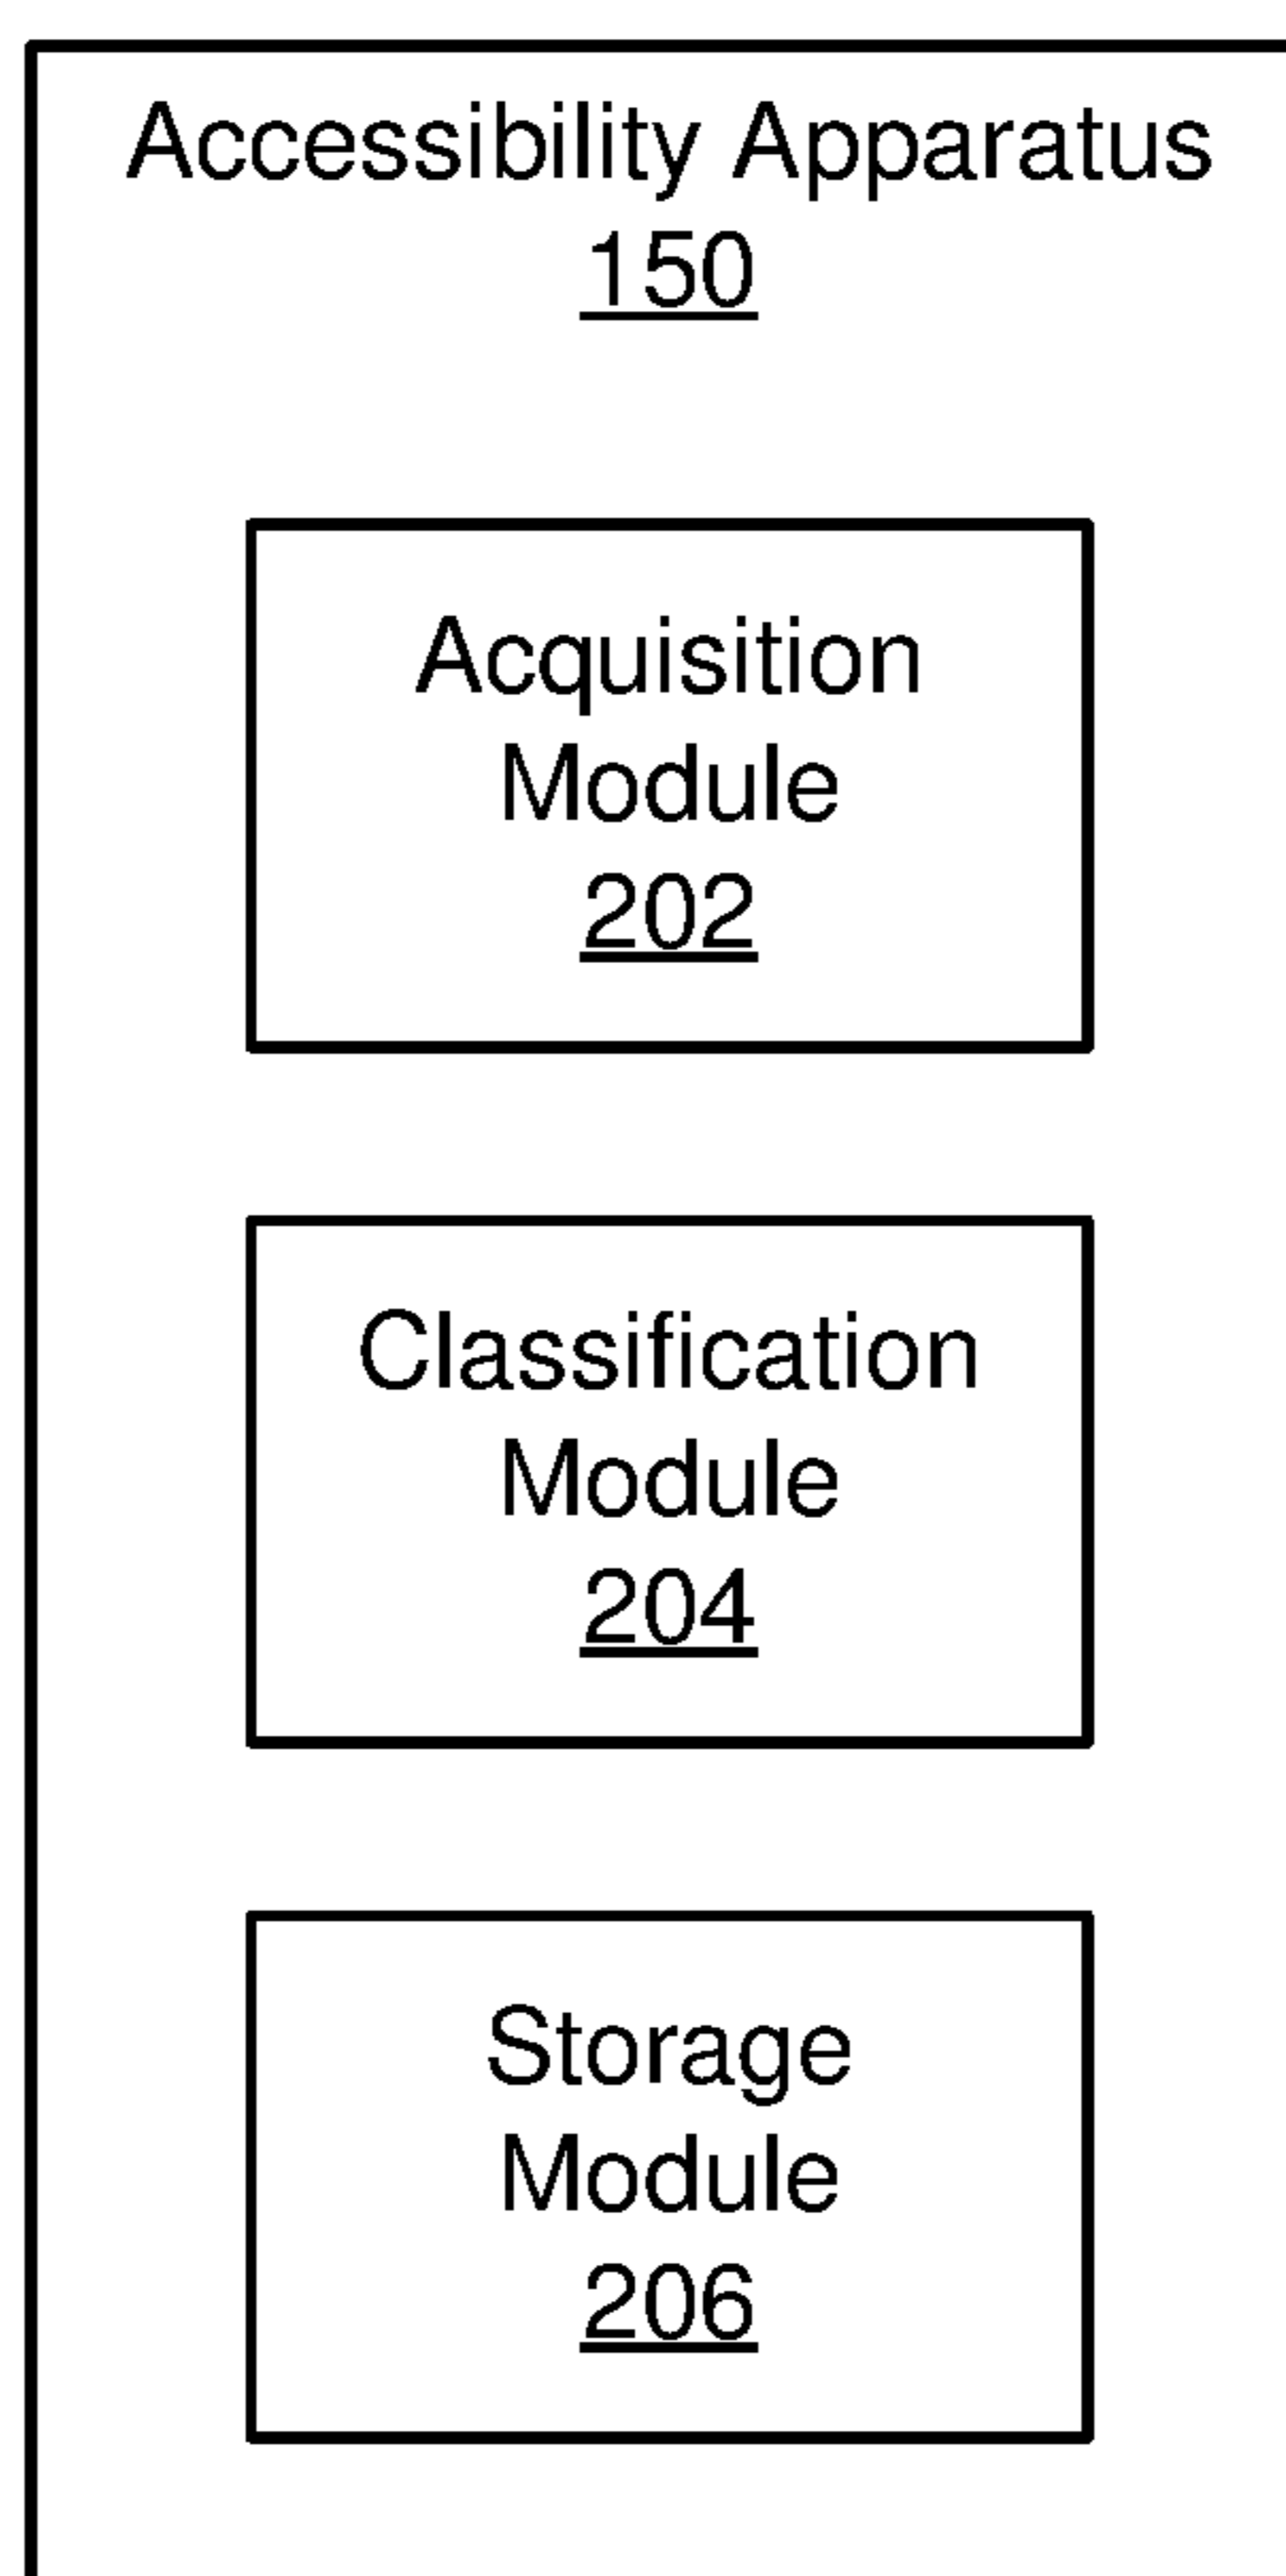 Accessibility Apparatus
150
Acquisition
Module
202
Classification
Module
204
Storage
Module
206